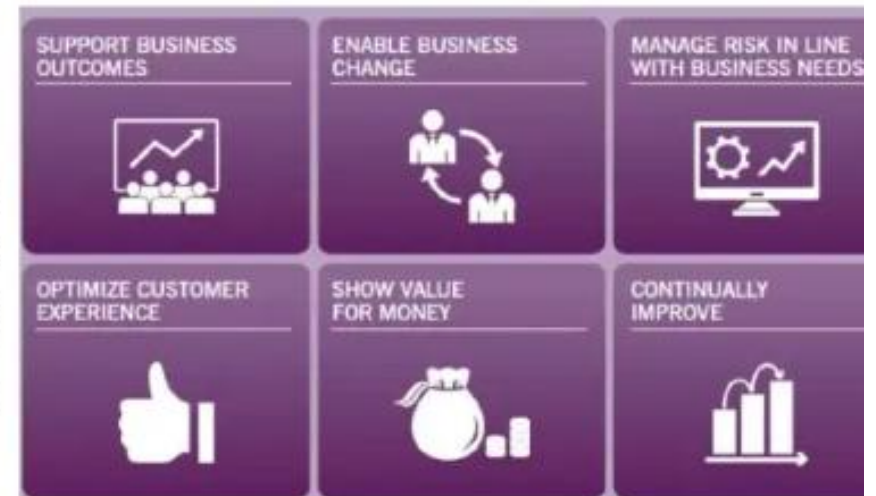 SUPPORT BUSINESS
OUTCOMES
ENABLE BUSINESS
CHANGE
MANAGE RISK IN LINE
WITH BUSINESS NEEDS
OPTIMIZE CUSTOMER
EXPERIENCE
SHOW VALUE
FOR MONEY
CONTINUALLY
IMPROVE